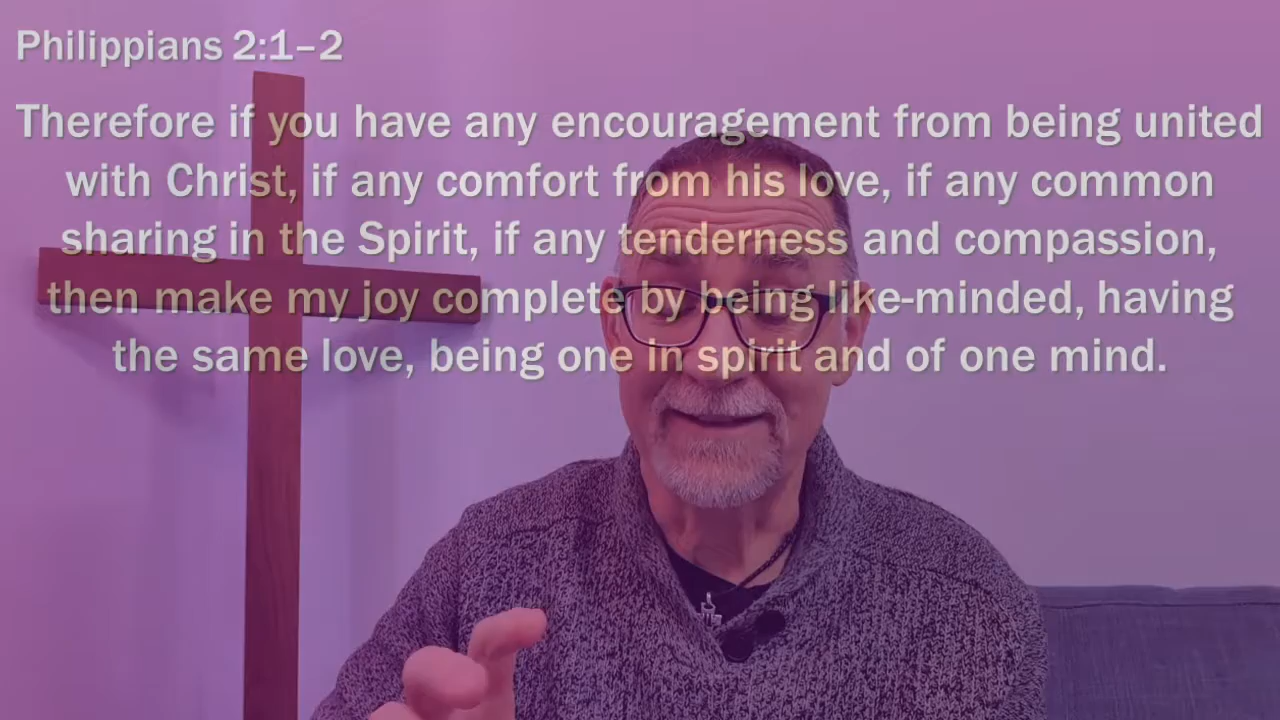 Philippians 2:1–2
Therefore if you have any encouragement from being united
with Christ, if any comfort from his love, if any common
sharing in the Spirit, if any tenderness and compassion,
then make my joy complete by being like-minded, having
the same love, being one in spirit and of one mind.